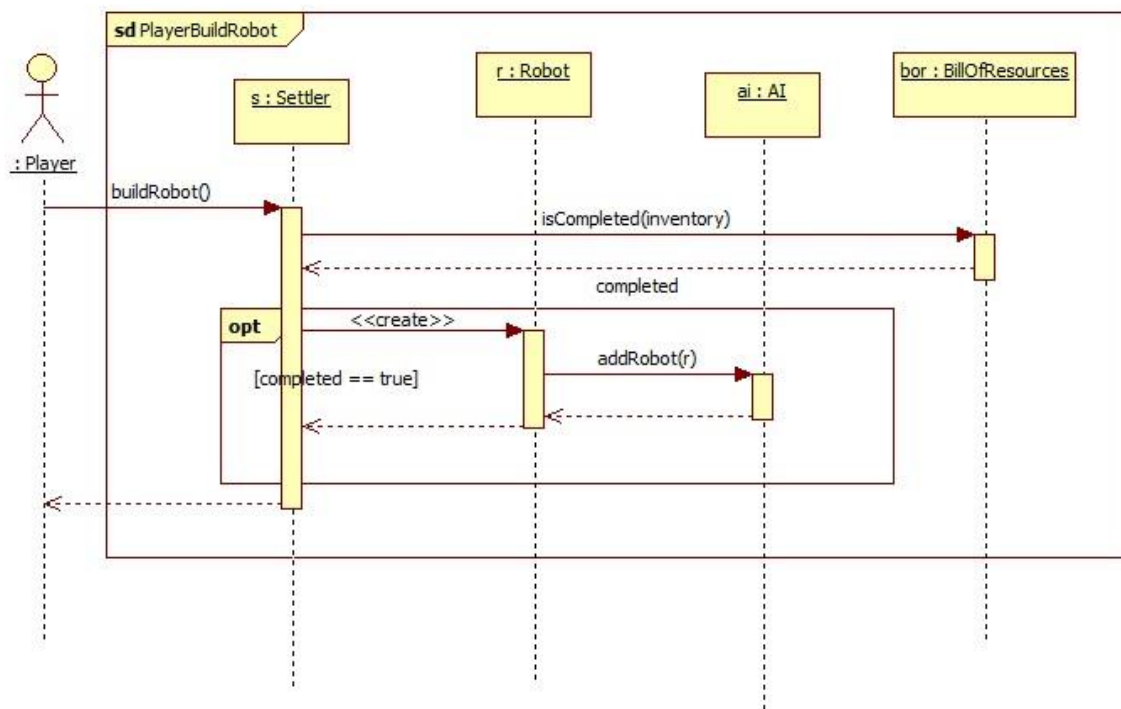 sd PlayerBuildRobot
r : Robot
bor : BillOfResources
s : Settler
ai : AI
: Player
buildRobot()
isCompleted(inventory)
completed
opt
<<create>>
addRobot(r)
[completed == true]